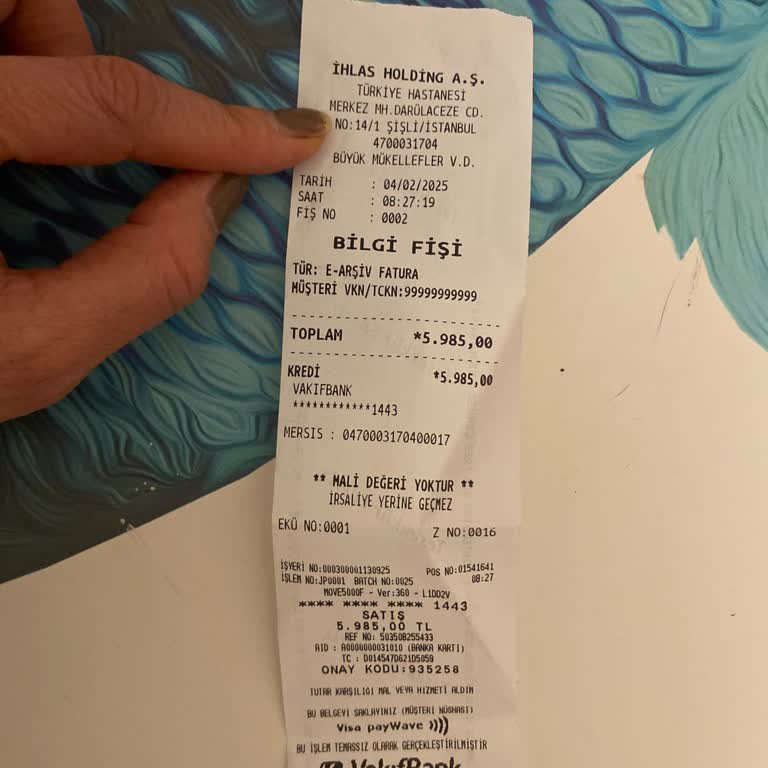 İHLAS HOLDİNG A.Ş.
TÜRKİYE HASTANESİ
MERKEZ MH.DARÜLACEZE CD.
NO:14/1 ŞİŞLİ/İSTANBUL
4700031704
BÜYÜK MÜKELLEFLER V.D.
TARİH : 04/02/2025
SAAT : 08:27:19
FİŞ NO : 0002
BİLGİ FİŞİ
TÜR: E-ARŞİV FATURA
MÜŞTERİ VKN/TCKN:99999999999
TOPLAM *5.985,00
KREDİ *5.985,00
VAKIFBANK
************1443
MERSIS : 0470003170400017
** MALİ DEĞERİ YOKTUR **
İRSALİYE YERİNE GEÇMEZ
EKÜ NO:0001 Z NO:0016
İŞYERİ NO:000300001130925 POS NO:01541641
İŞLEM NO:JP0001 BATCH NO:0025 08:27
MOVE5000F - Ver:360 - L1DD2V
**** **** **** 1443
SATIŞ
5.985,00 TL
REF NO: 503508255433
AID : A0000000031010 (BANKA KARTI)
TC : D014547D621D5059
ONAY KODU:935258
TUTAR KARŞILIĞI MAL VEYA HİZMETİ ALDIM
BU BELGEYİ SAKLAYINIZ (MÜŞTERİ NÜSHASI)
Visa payWave
BU İŞLEM TEMASSIZ OLARAK GERÇEKLEŞTİRİLMİŞTİR
VakıfBank